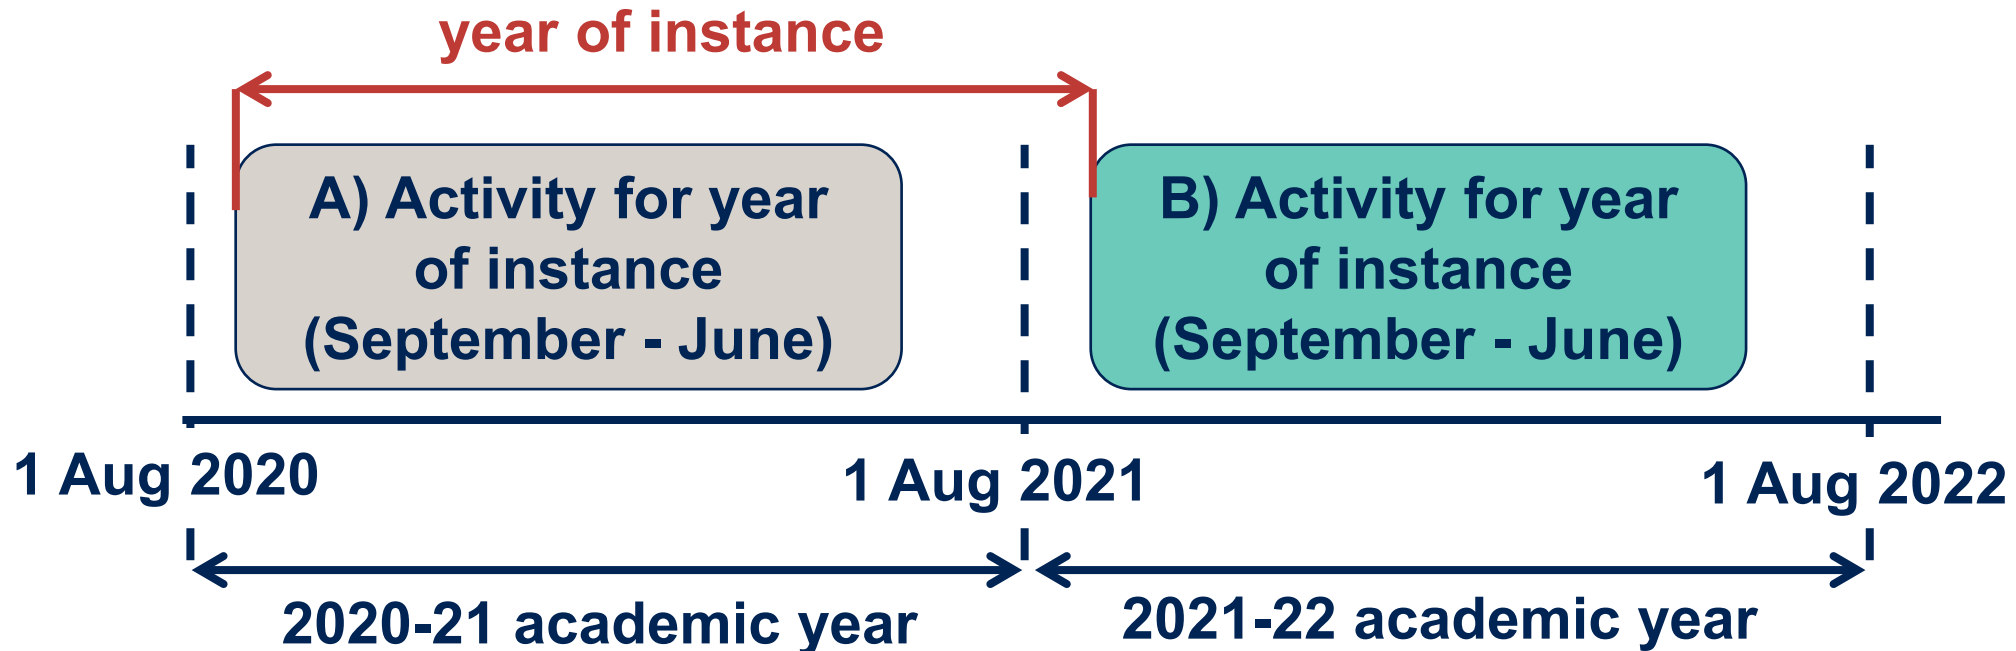 year of instance
A) Activity for year
of instance
(September - June)
B) Activity for year
of instance
(September - June)
1 Aug 2020
1 Aug 2021
1 Aug 2022
2020-21 academic year
2021-22 academic year